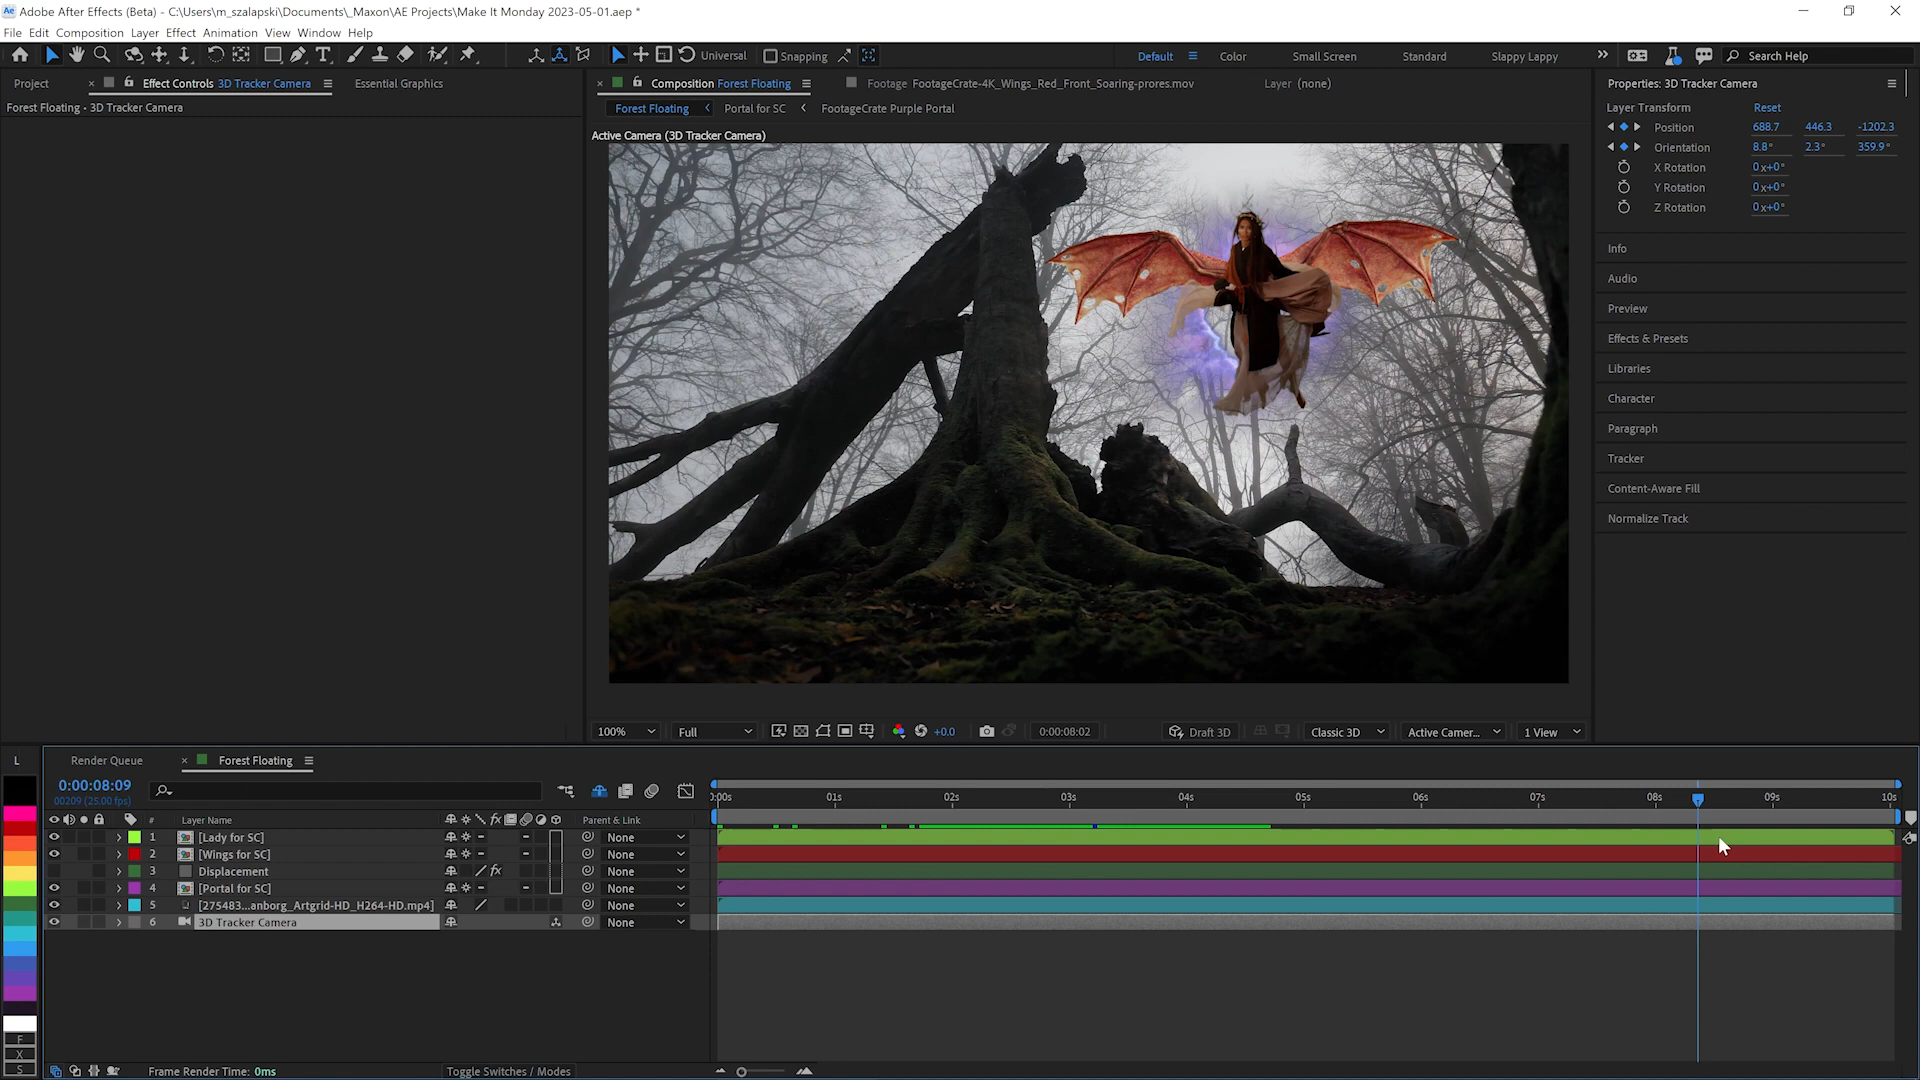 Ae Adobe After Effects (Beta) - C:\Users\m_szalapski\Documents\_Maxon\AE Projects\Make It Monday 2023-05-01.aep *
File Edit Composition Layer Effect Animation View Window Help
Universal Snapping Default Color Small Screen Standard Slappy Lappy Search Help
Project Effect Controls 3D Tracker Camera Essential Graphics
Forest Floating • 3D Tracker Camera
Composition Forest Floating Footage FootageCrate-4K_Wings_Red_Front_Soaring-prores.mov Layer (none)
Forest Floating Portal for SC FootageCrate Purple Portal
Active Camera (3D Tracker Camera)
Properties: 3D Tracker Camera
Layer Transform Reset
Position 688.7 446.3 -1202.3
Orientation 8.8° 2.3° 359.9°
X Rotation 0x+0°
Y Rotation 0x+0°
Z Rotation 0x+0°
Info
Audio
Preview
Effects & Presets
Libraries
Character
Paragraph
Tracker
Content-Aware Fill
Normalize Track
100% Full +0.0 0:00:08:02 Draft 3D Classic 3D Active Camer... 1 View
L Render Queue Forest Floating
0:00:08:09
00209 (25.00 fps)
0:00s 01s 02s 03s 04s 05s 06s 07s 08s 09s 10s
# Layer Name fx Parent & Link
1 [Lady for SC] None
2 [Wings for SC] None
3 Displacement fx None
4 [Portal for SC] None
5 [275483...anborg_Artgrid-HD_H264-HD.mp4] None
6 3D Tracker Camera None
F
X
S
Frame Render Time: 0ms Toggle Switches / Modes